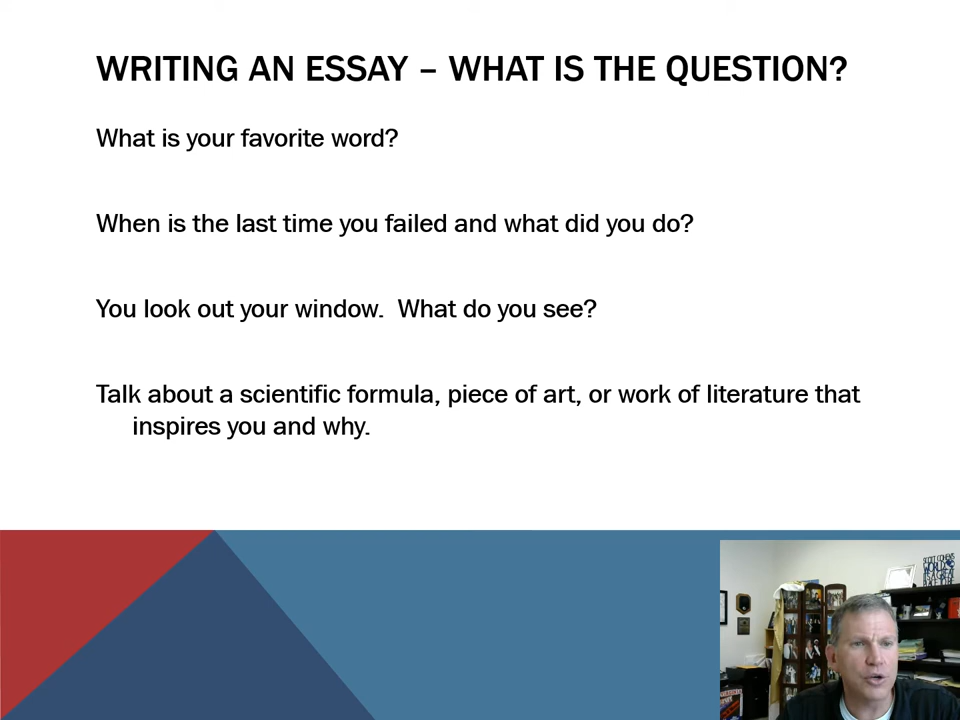 WRITING AN ESSAY – WHAT IS THE QUESTION?
What is your favorite word?
When is the last time you failed and what did you do?
You look out your window.  What do you see?
Talk about a scientific formula, piece of art, or work of literature that
inspires you and why.